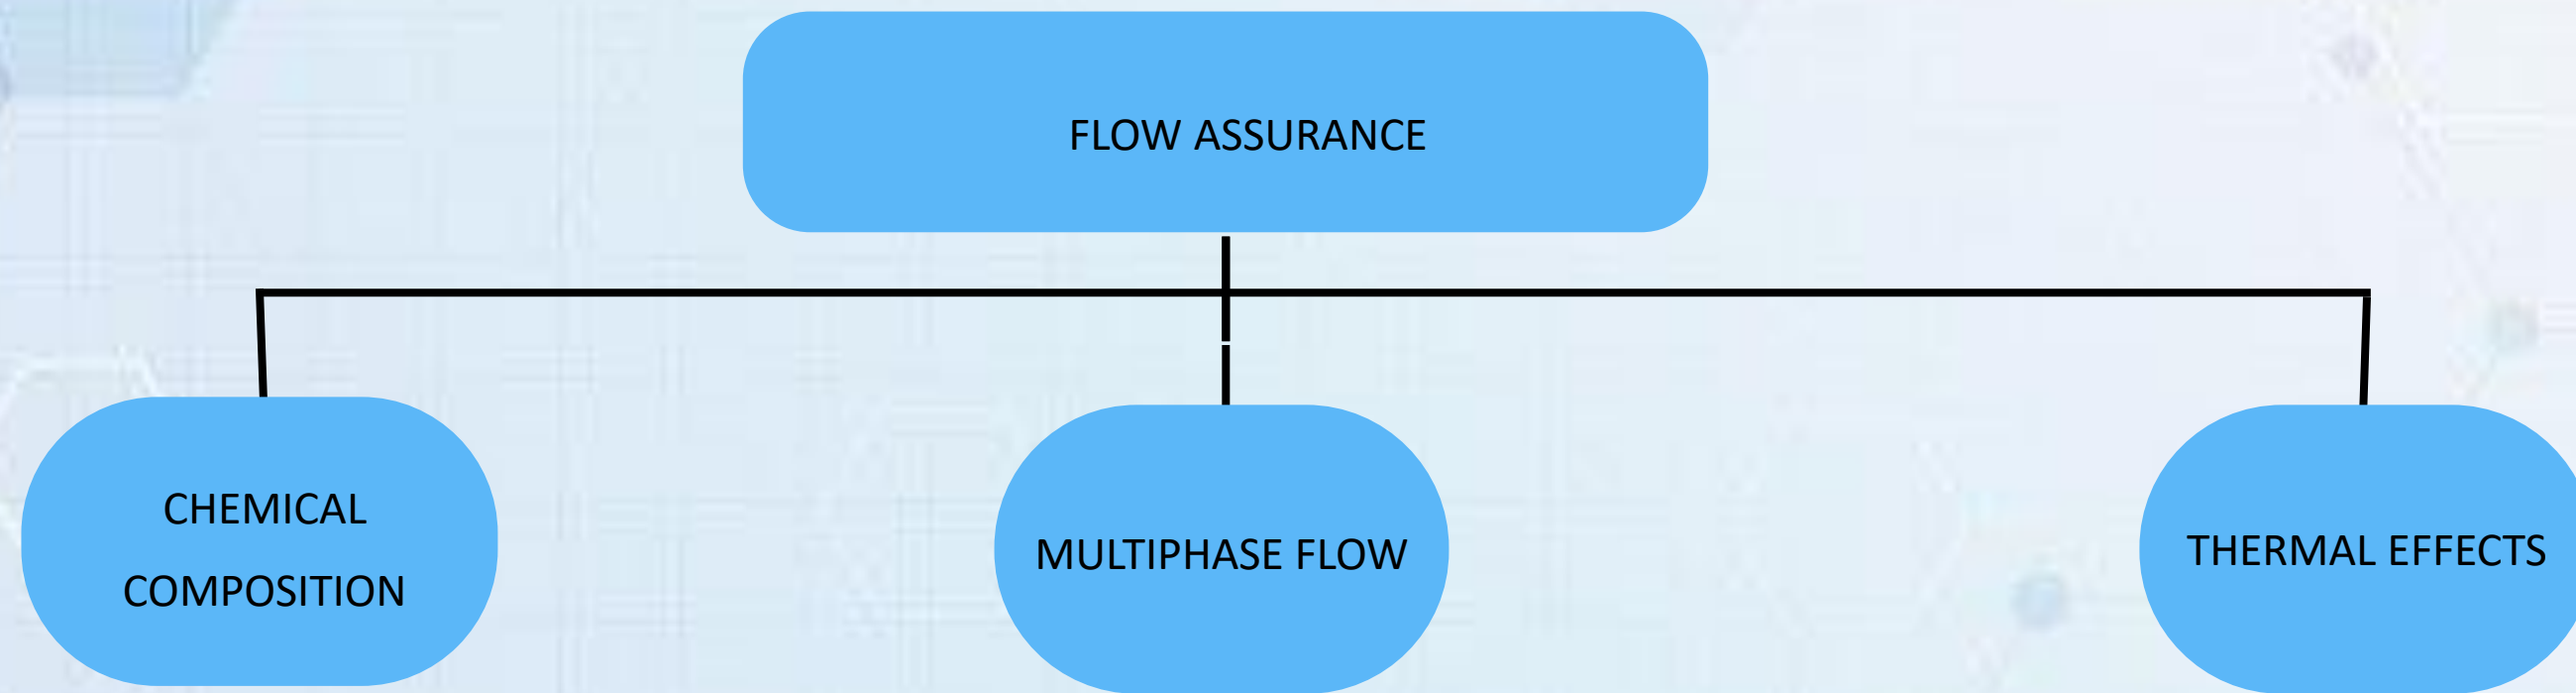 FLOW ASSURANCE
CHEMICAL
COMPOSITION
MULTIPHASE FLOW
THERMAL EFFECTS